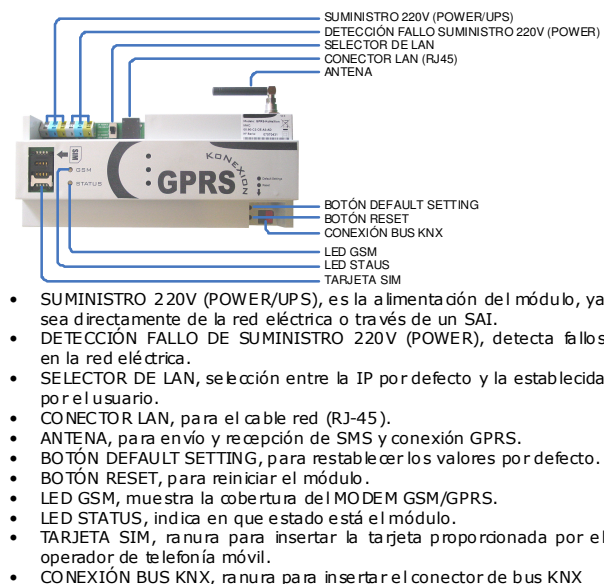 SUMINISTRO 220V (POWER/UPS)
DETECCIÓN FALLO SUMINISTRO 220V (POWER)
SELECTOR DE LAN
CONECTOR LAN (RJ45)
ANTENA
SIM
GSM
STATUS
KONEXION
GPRS
Default Settings
Reset
BOTÓN DEFAULT SETTING
BOTÓN RESET
CONEXIÓN BUS KNX
LED GSM
LED STAUS
TARJETA SIM
• SUMINISTRO 220V (POWER/UPS), es la alimentación del módulo, ya
sea directamente de la red eléctrica o través de un SAI.
• DETECCIÓN FALLO DE SUMINISTRO 220V (POWER), detecta fallos
en la red eléctrica.
• SELECTOR DE LAN, selección entre la IP por defecto y la establecida
por el usuario.
• CONECTOR LAN, para el cable red (RJ-45).
• ANTENA, para envío y recepción de SMS y conexión GPRS.
• BOTÓN DEFAULT SETTING, para restablecer los valores por defecto.
• BOTÓN RESET, para reiniciar el módulo.
• LED GSM, muestra la cobertura del MODEM GSM/GPRS.
• LED STATUS, indica en que estado está el módulo.
• TARJETA SIM, ranura para insertar la tarjeta proporcionada por el
operador de telefonía móvil.
• CONEXIÓN BUS KNX, ranura para insertar el conector de bus KNX